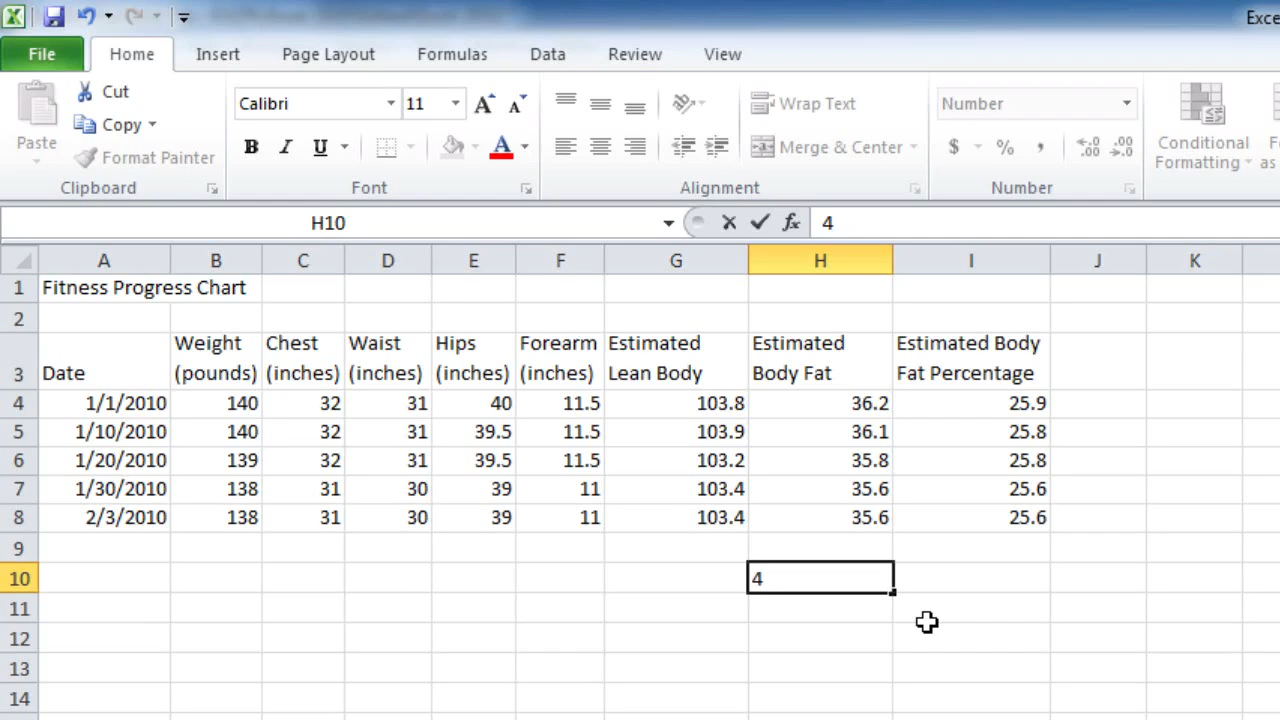 Exce
File Home Insert Page Layout Formulas Data Review View
Cut
Calibri 11 A A Wrap Text Number
Copy
Paste B I U A Merge & Center $ % , .0 .00 .00 .0 Conditional F
Format Painter Formatting as
Clipboard Font Alignment Number
H10 fx 4
A B C D E F G H I J K
1 Fitness Progress Chart
2
Weight Chest Waist Hips Forearm Estimated Estimated Estimated Body
3 Date (pounds) (inches) (inches) (inches) (inches) Lean Body Body Fat Fat Percentage
4 1/1/2010 140 32 31 40 11.5 103.8 36.2 25.9
5 1/10/2010 140 32 31 39.5 11.5 103.9 36.1 25.8
6 1/20/2010 139 32 31 39.5 11.5 103.2 35.8 25.8
7 1/30/2010 138 31 30 39 11 103.4 35.6 25.6
8 2/3/2010 138 31 30 39 11 103.4 35.6 25.6
9
10 4
11
12
13
14